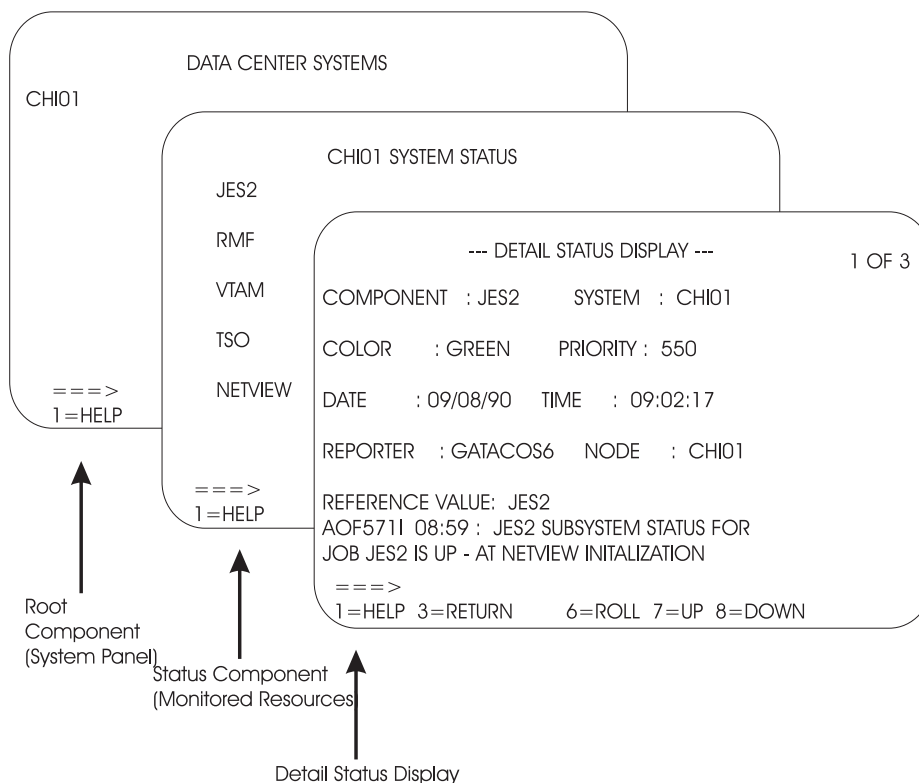 DATA CENTER SYSTEMS
CHI01
===>
1=HELP
CHI01 SYSTEM STATUS
JES2
RMF
VTAM
TSO
NETVIEW
===>
1=HELP
--- DETAIL STATUS DISPLAY ---
1 OF 3
COMPONENT : JES2 SYSTEM : CHI01
COLOR : GREEN PRIORITY : 550
DATE : 09/08/90 TIME : 09:02:17
REPORTER : GATACOS6 NODE : CHI01
REFERENCE VALUE: JES2
AOF571I 08:59 : JES2 SUBSYSTEM STATUS FOR
JOB JES2 IS UP - AT NETVIEW INITALIZATION
===>
1=HELP 3=RETURN 6=ROLL 7=UP 8=DOWN
Root
Component
(System Panel)
Status Component
(Monitored Resources)
Detail Status Display